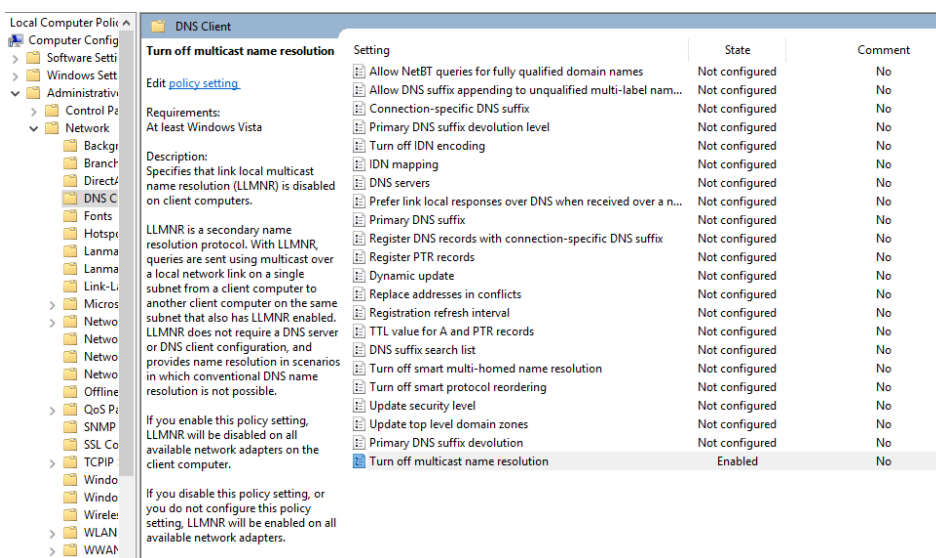 Local Computer Polic
Computer Config
Software Setti
Windows Sett
Administrative
Control Pa
Network
Backgr
Branch
DirectA
DNS C
Fonts
Hotspo
Lanma
Lanma
Link-La
Micros
Netwo
Netwo
Netwo
Netwo
Offline
QoS Pa
SNMP
SSL Co
TCPIP
Windo
Windo
Wireles
WLAN
WWAN
DNS Client
Turn off multicast name resolution
Edit policy setting
Requirements:
At least Windows Vista
Description:
Specifies that link local multicast
name resolution (LLMNR) is disabled
on client computers.
LLMNR is a secondary name
resolution protocol. With LLMNR,
queries are sent using multicast over
a local network link on a single
subnet from a client computer to
another client computer on the same
subnet that also has LLMNR enabled.
LLMNR does not require a DNS server
or DNS client configuration, and
provides name resolution in scenarios
in which conventional DNS name
resolution is not possible.
If you enable this policy setting,
LLMNR will be disabled on all
available network adapters on the
client computer.
If you disable this policy setting, or
you do not configure this policy
setting, LLMNR will be enabled on all
available network adapters.
Setting State Comment
Allow NetBT queries for fully qualified domain names Not configured No
Allow DNS suffix appending to unqualified multi-label nam... Not configured No
Connection-specific DNS suffix Not configured No
Primary DNS suffix devolution level Not configured No
Turn off IDN encoding Not configured No
IDN mapping Not configured No
DNS servers Not configured No
Prefer link local responses over DNS when received over a n... Not configured No
Primary DNS suffix Not configured No
Register DNS records with connection-specific DNS suffix Not configured No
Register PTR records Not configured No
Dynamic update Not configured No
Replace addresses in conflicts Not configured No
Registration refresh interval Not configured No
TTL value for A and PTR records Not configured No
DNS suffix search list Not configured No
Turn off smart multi-homed name resolution Not configured No
Turn off smart protocol reordering Not configured No
Update security level Not configured No
Update top level domain zones Not configured No
Primary DNS suffix devolution Not configured No
Turn off multicast name resolution Enabled No